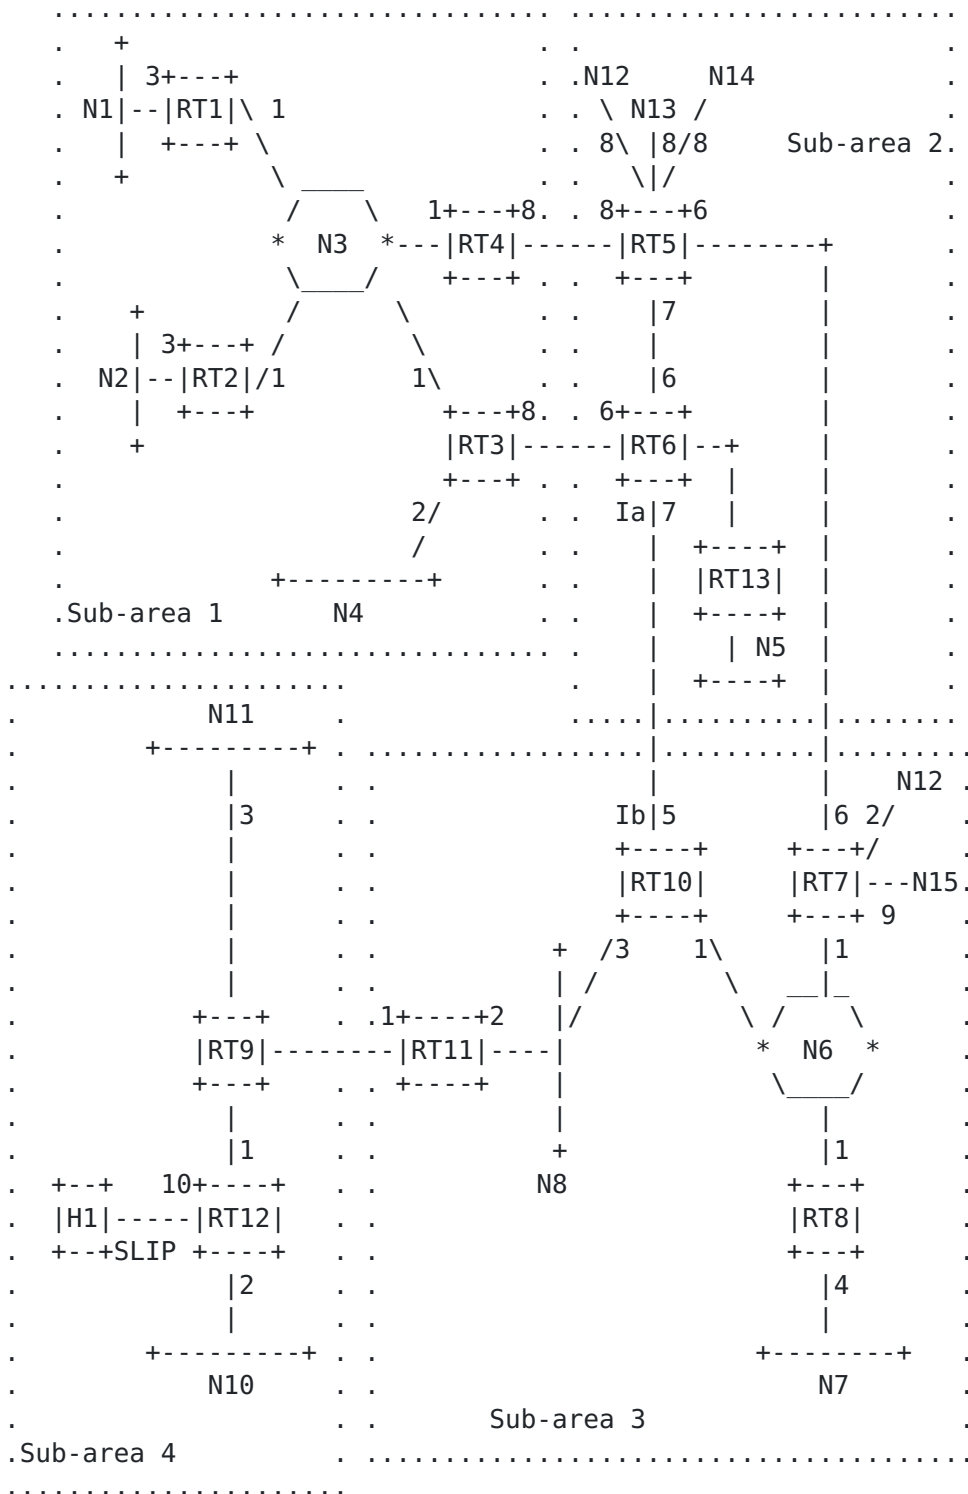 ................................ .........................
.   +                           . .                        .
.   | 3+---+                    . .N12     N14
. N1|--|RT1|\ 1                 . . \ N13 /                .
.   |  +---+ \                  . . 8\ |8/8     Sub-area 2.
.   +         \ ____            . .   \|/                  .
.              /    \   1+---+8. . 8+---+6                 .
.             *  N3  *---|RT4|------|RT5|--------+         .
.              \____/    +---+ . .  +---+        |         .
.    +         /      \         . .   |7         |         .
.    | 3+---+ /        \        . .   |          |         .
.  N2|--|RT2|/1        1\       . .   |6         |         .
.    |  +---+            +---+8. . 6+---+        |         .
.    +                   |RT3|------|RT6|--+     |         .
.                        +---+ . .  +---+  |     |         .
.                      2/       . . Ia|7   |     |         .
.                      /        . .   |  +----+  |         .
.             +---------+       . .   |  |RT13|  |         .
.Sub-area 1       N4            . .   |  +----+  |         .
................................ .    |    | N5  |         .
......................              . |  +----+  |         .
.            N11     .              .....|..........|........
.        +---------+ . ..................|..........|.........
.             |      . .                 |          |    N12 .
.             |3     . .               Ib|5         |6 2/    .
.             |      . .               +----+     +---+/     .
.             |      . .               |RT10|     |RT7|---N15.
.             |      . .               +----+     +---+ 9    .
.             |      . .           +  /3    1\      |1       .
.             |      . .           | /        \   __|_       .
.           +---+    . .1+----+2   |/          \ /    \      .
.           |RT9|--------|RT11|----|            *  N6  *     .
.           +---+    . . +----+    |             \____/      .
.             |      . .           |                |        .
.             |1     . .           +                |1       .
.  +--+   10+----+   . .          N8              +---+      .
.  |H1|-----|RT12|   . .                          |RT8|      .
.  +--+SLIP +----+   . .                          +---+      .
.             |2     . .                            |4       .
.             |      . .                            |        .
.        +---------+ . .                        +--------+   .
.            N10     . .                            N7       .
.                    . .       Sub-area 3                    .
.Sub-area 4          . .......................................
......................